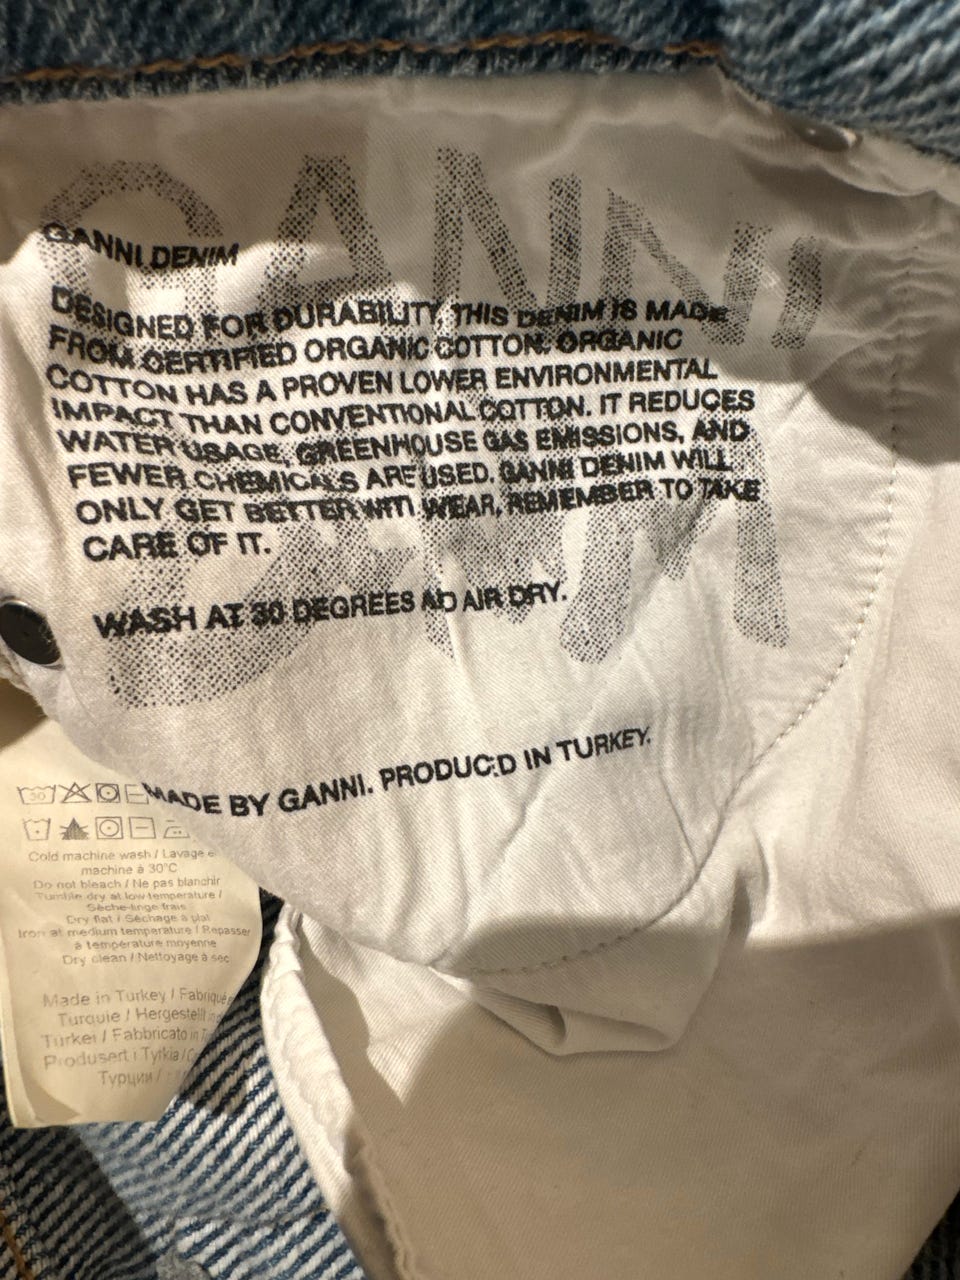 GANNI
GANNI DENIM
DESIGNED FOR DURABILITY, THIS DENIM IS MADE
FROM CERTIFIED ORGANIC COTTON. ORGANIC
COTTON HAS A PROVEN LOWER ENVIRONMENTAL
IMPACT THAN CONVENTIONAL COTTON. IT REDUCES
WATER USAGE, GREENHOUSE GAS EMISSIONS, AND
FEWER CHEMICALS ARE USED. GANNI DENIM WILL
ONLY GET BETTER WITH WEAR, REMEMBER TO TAKE
CARE OF IT.
WASH AT 30 DEGREES AND AIR DRY.
MADE BY GANNI. PRODUCED IN TURKEY.
30
Cold machine wash / Lavage
machine à 30°C
Do not bleach / Ne pas blanchir
Tumble dry at low temperature /
Sèche-linge frais
Dry flat / Séchage à plat
Iron at medium temperature / Repasser
à température moyenne
Dry clean / Nettoyage à sec
Made in Turkey / Fabriqué
Turquie / Hergestellt
Turkei / Fabbricato in
Produsert i Tyrkia /
Турции /